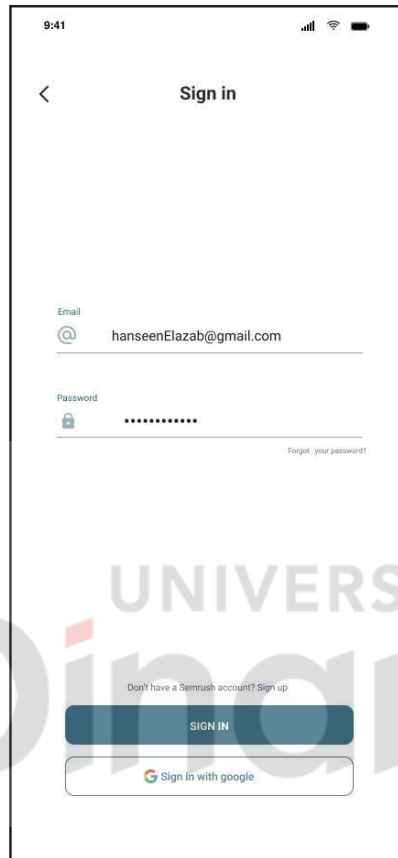 9:41
Sign in
Email
hanseenElazab@gmail.com
Password
••••••••••••
Forgot your password?
UNIVERS
Dinar
Don't have a Semrush account? Sign up
SIGN IN
Sign in with google